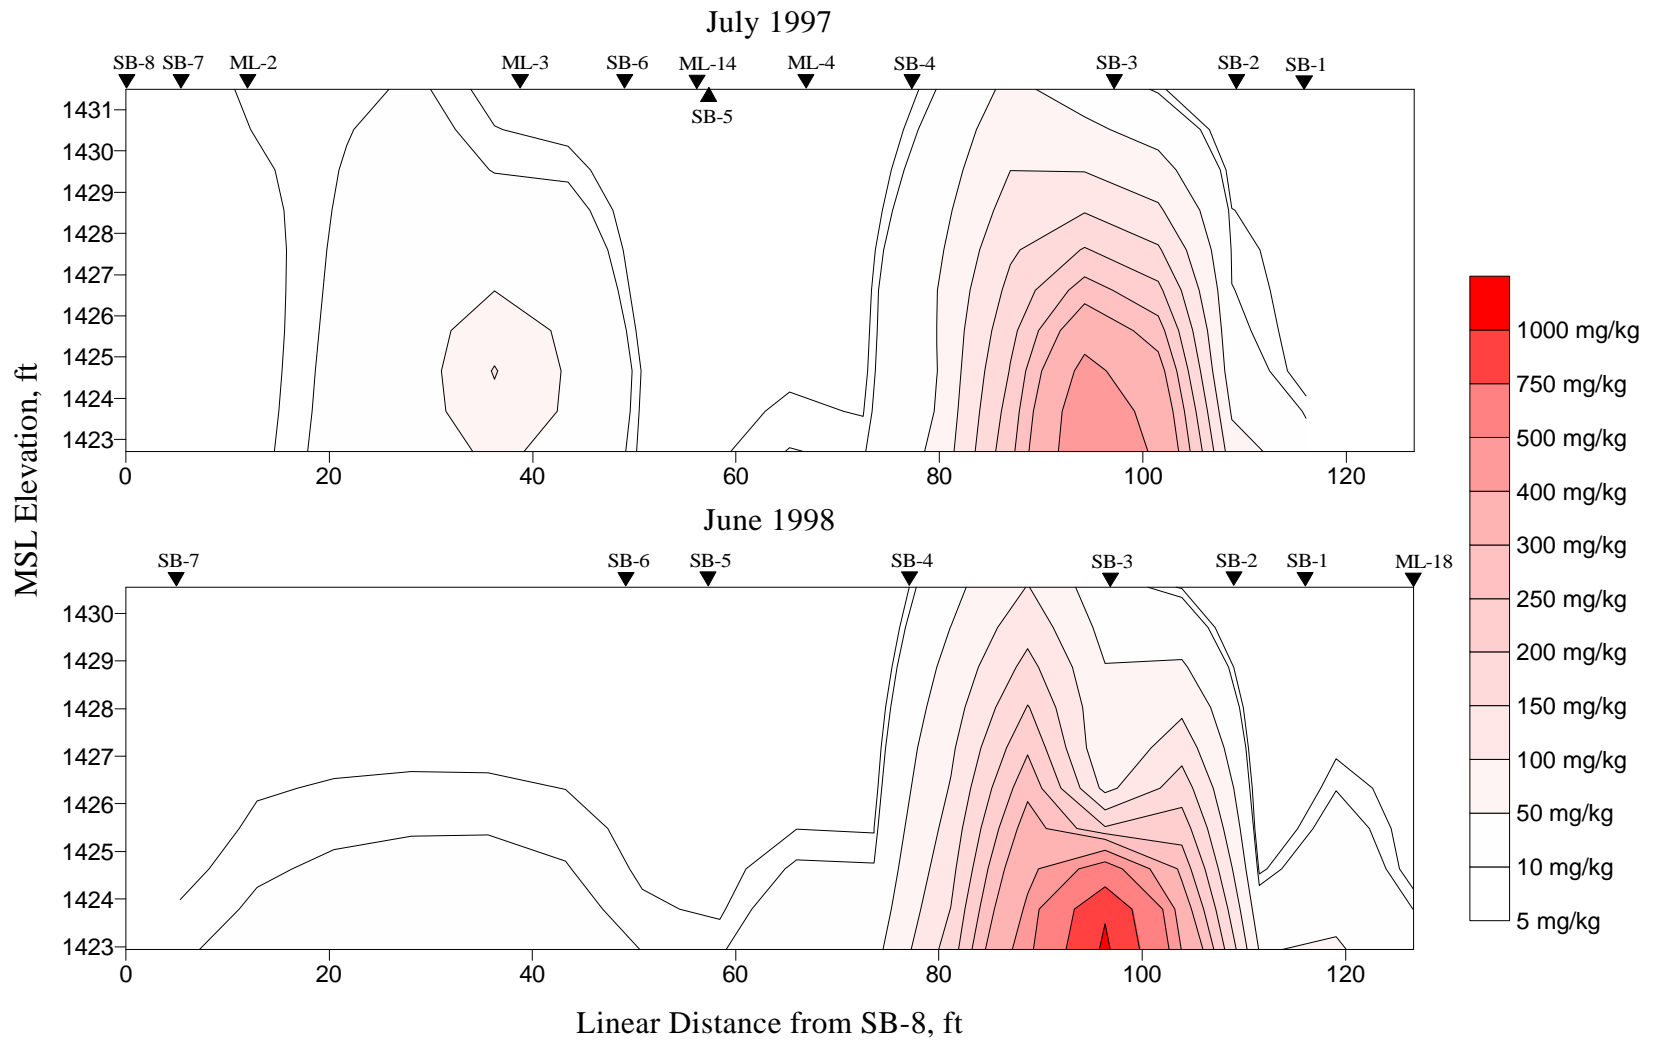 July 1997
SB-8 SB-7 ML-2 ML-3 SB-6 ML-14 ML-4 SB-4 SB-3 SB-2 SB-1
SB-5
1431
1430
1429
1428
1427
1426
1425
1424
1423
0 20 40 60 80 100 120
MSL Elevation, ft
June 1998
SB-7 SB-6 SB-5 SB-4 SB-3 SB-2 SB-1 ML-18
1430
1429
1428
1427
1426
1425
1424
1423
0 20 40 60 80 100 120
Linear Distance from SB-8, ft
1000 mg/kg
750 mg/kg
500 mg/kg
400 mg/kg
300 mg/kg
250 mg/kg
200 mg/kg
150 mg/kg
100 mg/kg
50 mg/kg
10 mg/kg
5 mg/kg